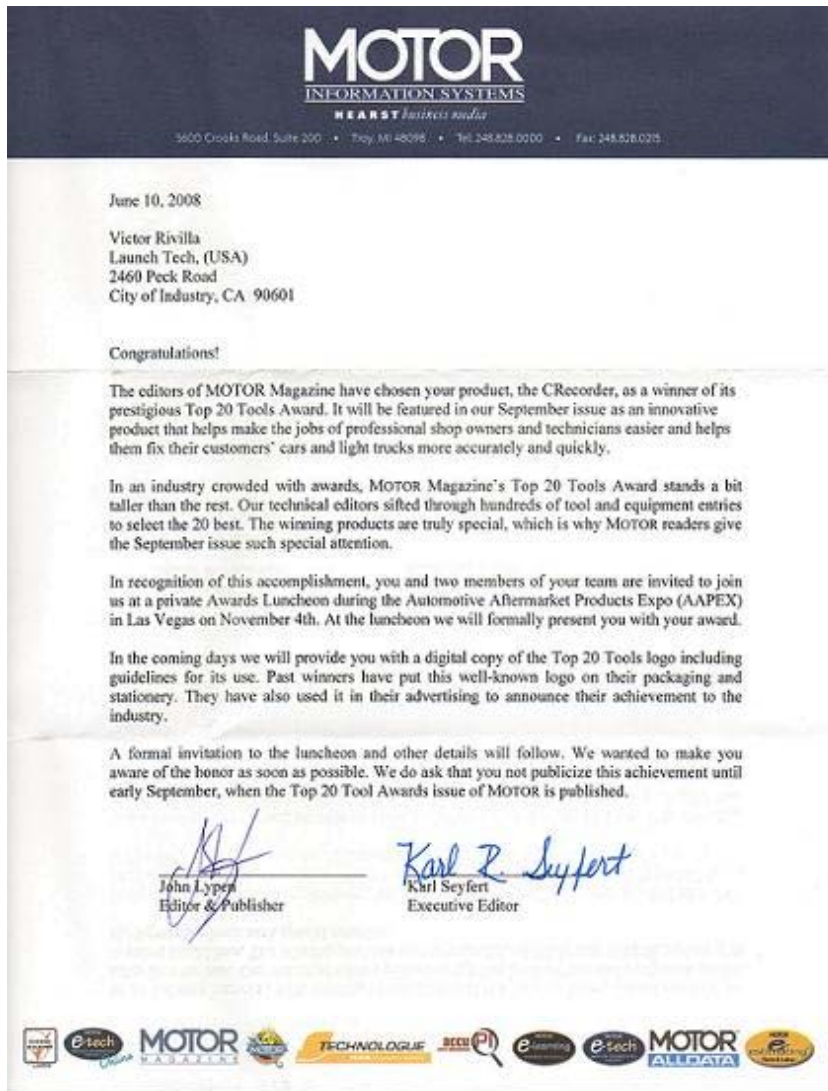 MOTOR
INFORMATION SYSTEMS
HEARST business media
5600 Crooks Road, Suite 200 • Troy, MI 48098 • Tel: 248.828.0000 • Fax: 248.828.0215
June 10, 2008
Victor Rivilla
Launch Tech, (USA)
2460 Peck Road
City of Industry, CA 90601
Congratulations!
The editors of MOTOR Magazine have chosen your product, the CRecorder, as a winner of its
prestigious Top 20 Tools Award. It will be featured in our September issue as an innovative
product that helps make the jobs of professional shop owners and technicians easier and helps
them fix their customers' cars and light trucks more accurately and quickly.
In an industry crowded with awards, MOTOR Magazine's Top 20 Tools Award stands a bit
taller than the rest. Our technical editors sifted through hundreds of tool and equipment entries
to select the 20 best. The winning products are truly special, which is why MOTOR readers give
the September issue such special attention.
In recognition of this accomplishment, you and two members of your team are invited to join
us at a private Awards Luncheon during the Automotive Aftermarket Products Expo (AAPEX)
in Las Vegas on November 4th. At the luncheon we will formally present you with your award.
In the coming days we will provide you with a digital copy of the Top 20 Tools logo including
guidelines for its use. Past winners have put this well-known logo on their packaging and
stationery. They have also used it in their advertising to announce their achievement to the
industry.
A formal invitation to the luncheon and other details will follow. We wanted to make you
aware of the honor as soon as possible. We do ask that you not publicize this achievement until
early September, when the Top 20 Tool Awards issue of MOTOR is published.
Karl R. Seyfert
John Lypen Karl Seyfert
Editor & Publisher Executive Editor
e-tech Online MOTOR MAGAZINE TECHNOLOGUE ACCU PI e-learning e-tech MOTOR ALLDATA estimating